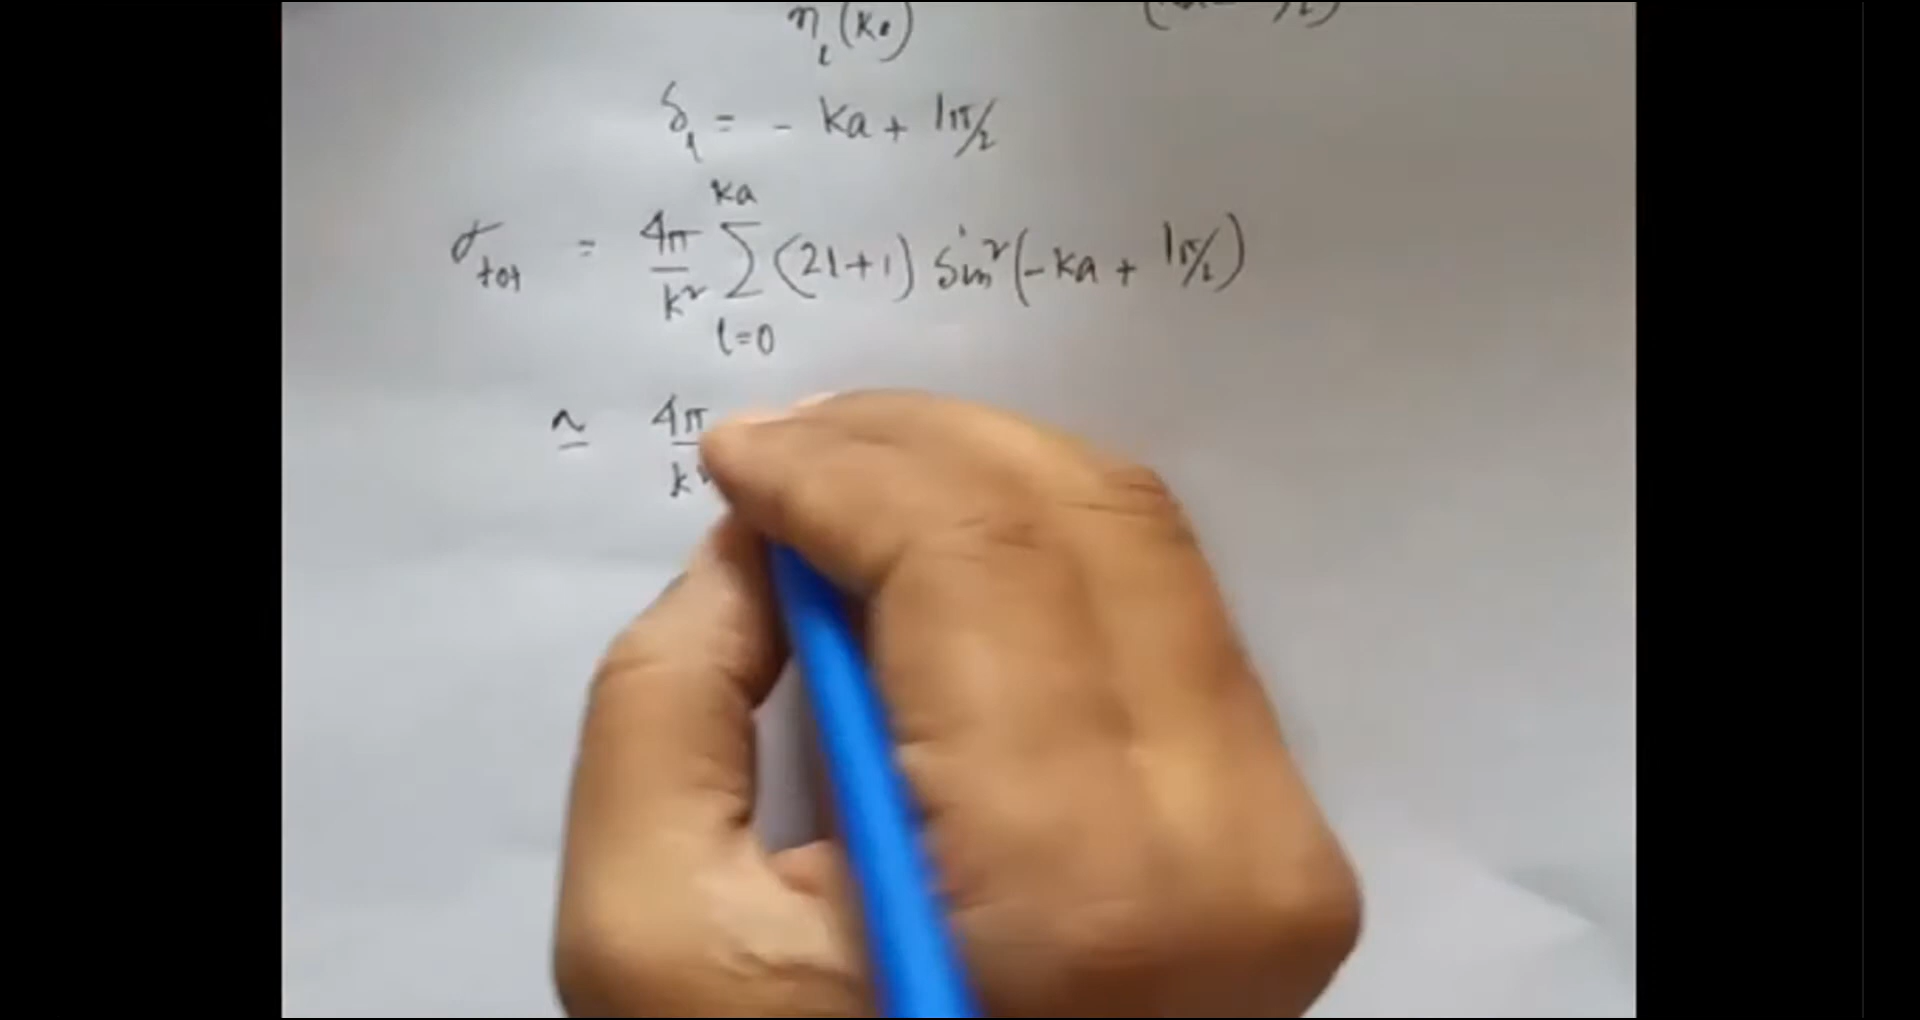 η_l(ka)
δ_l = - ka + lπ/2
σ_tot = 4π/k² Σ_{l=0}^{ka} (2l+1) sin²(-ka + lπ/2)
≃ 4π/k²